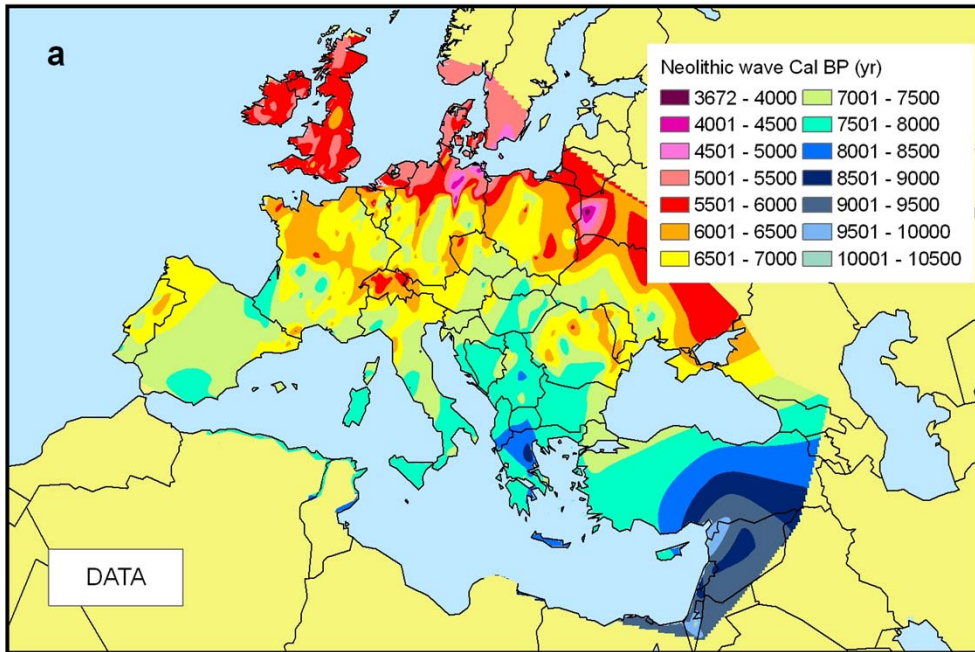 a
Neolithic wave Cal BP (yr)
3672 - 4000 7001 - 7500
4001 - 4500 7501 - 8000
4501 - 5000 8001 - 8500
5001 - 5500 8501 - 9000
5501 - 6000 9001 - 9500
6001 - 6500 9501 - 10000
6501 - 7000 10001 - 10500
DATA